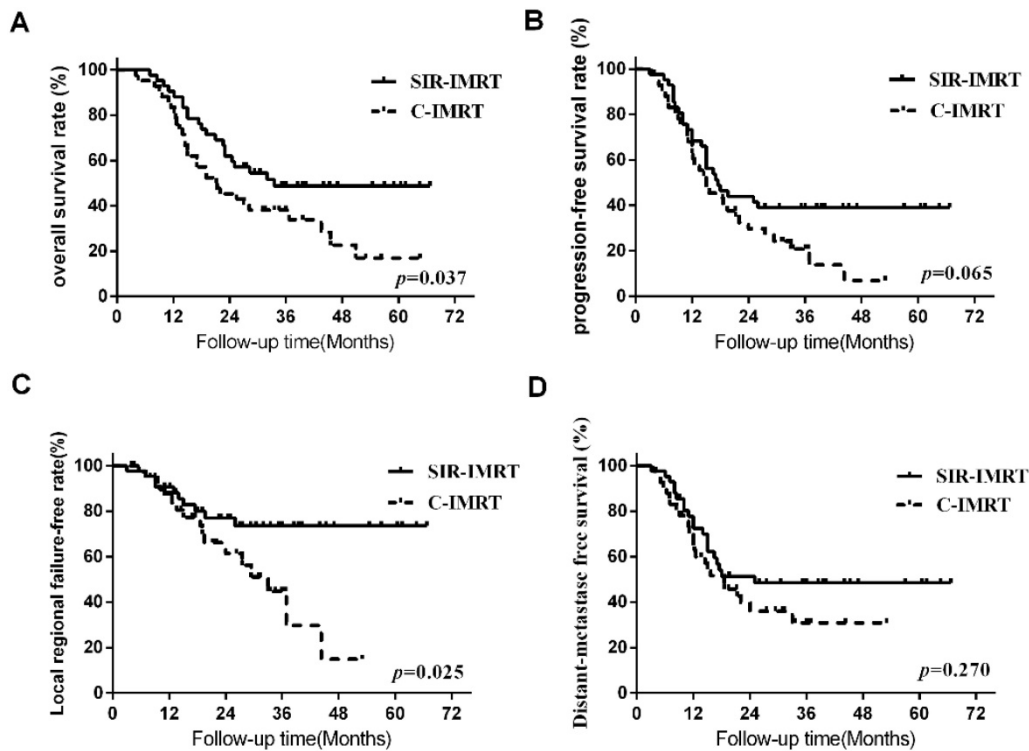 A
overall survival rate (%)
100
80
60
40
20
0
SIR-IMRT
C-IMRT
p=0.037
0 12 24 36 48 60 72
Follow-up time(Months)
B
progression-free survival rate (%)
100
80
60
40
20
0
SIR-IMRT
C-IMRT
p=0.065
0 12 24 36 48 60 72
Follow-up time(Months)
C
Local regional failure-free rate(%)
100
80
60
40
20
0
SIR-IMRT
C-IMRT
p=0.025
0 12 24 36 48 60 72
Follow-up time(Months)
D
Distant-metastase free survival (%)
100
80
60
40
20
0
SIR-IMRT
C-IMRT
p=0.270
0 12 24 36 48 60 72
Follow-up time(Months)